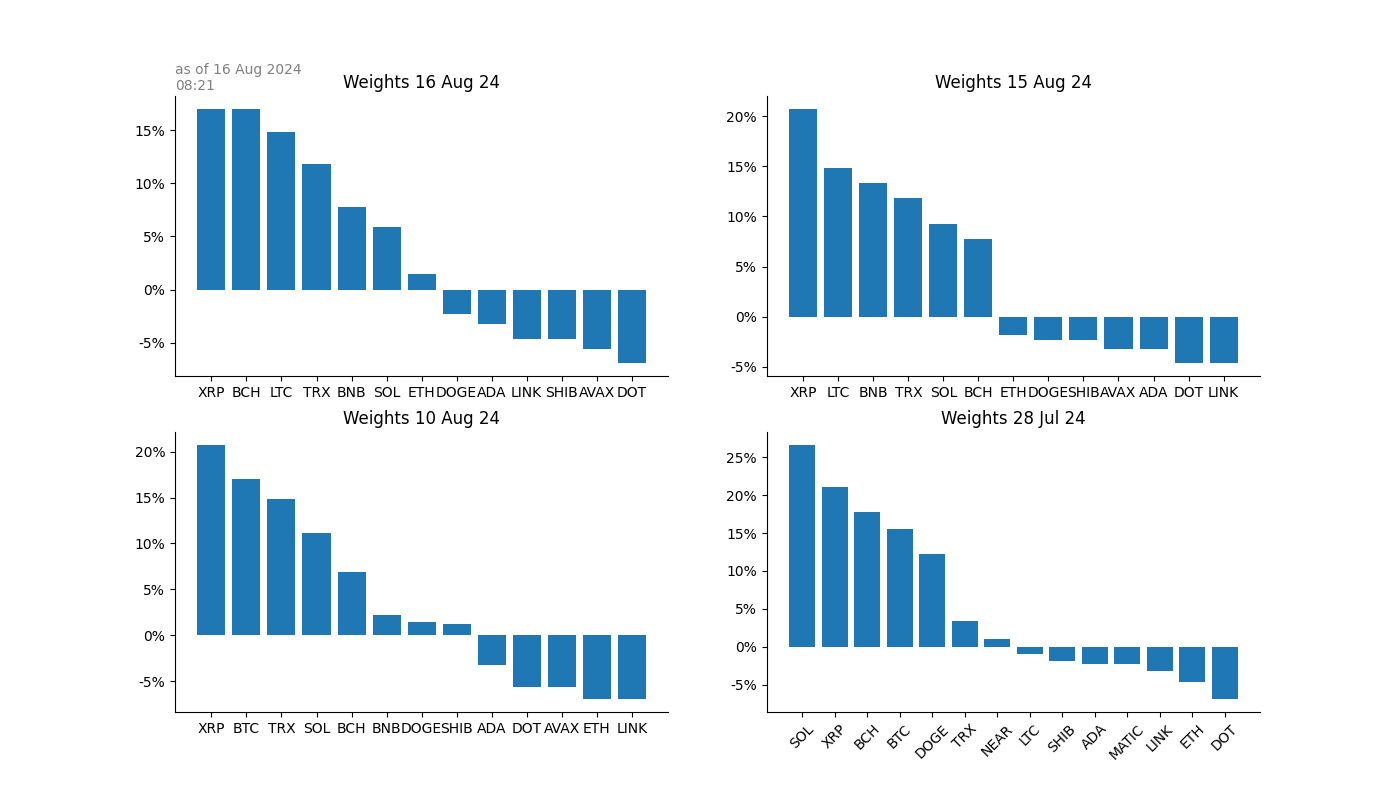 as of 16 Aug 2024
08:21
Weights 16 Aug 24
15%
10%
5%
0%
-5%
XRP BCH LTC TRX BNB SOL ETH DOGE ADA LINK SHIB AVAX DOT
Weights 15 Aug 24
20%
15%
10%
5%
0%
-5%
XRP LTC BNB TRX SOL BCH ETH DOGE SHIB AVAX ADA DOT LINK
Weights 10 Aug 24
20%
15%
10%
5%
0%
-5%
XRP BTC TRX SOL BCH BNB DOGE SHIB ADA DOT AVAX ETH LINK
Weights 28 Jul 24
25%
20%
15%
10%
5%
0%
-5%
SOL XRP BCH BTC DOGE TRX NEAR LTC SHIB ADA MATIC LINK ETH DOT